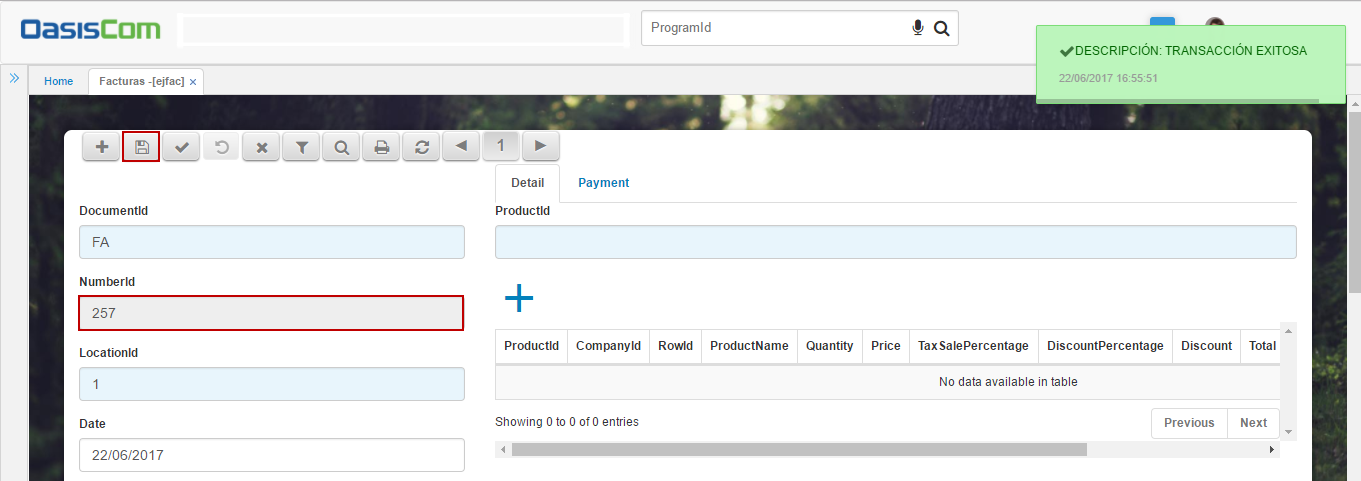 OasisCom
ProgramId
DESCRIPCIÓN: TRANSACCIÓN EXITOSA
22/06/2017 16:55:51
Home
Facturas -[ejfac] ×
1
Detail
Payment
DocumentId
FA
NumberId
257
LocationId
1
Date
22/06/2017
ProductId
ProductId CompanyId RowId ProductName Quantity Price TaxSalePercentage DiscountPercentage Discount Total
No data available in table
Showing 0 to 0 of 0 entries
Previous Next